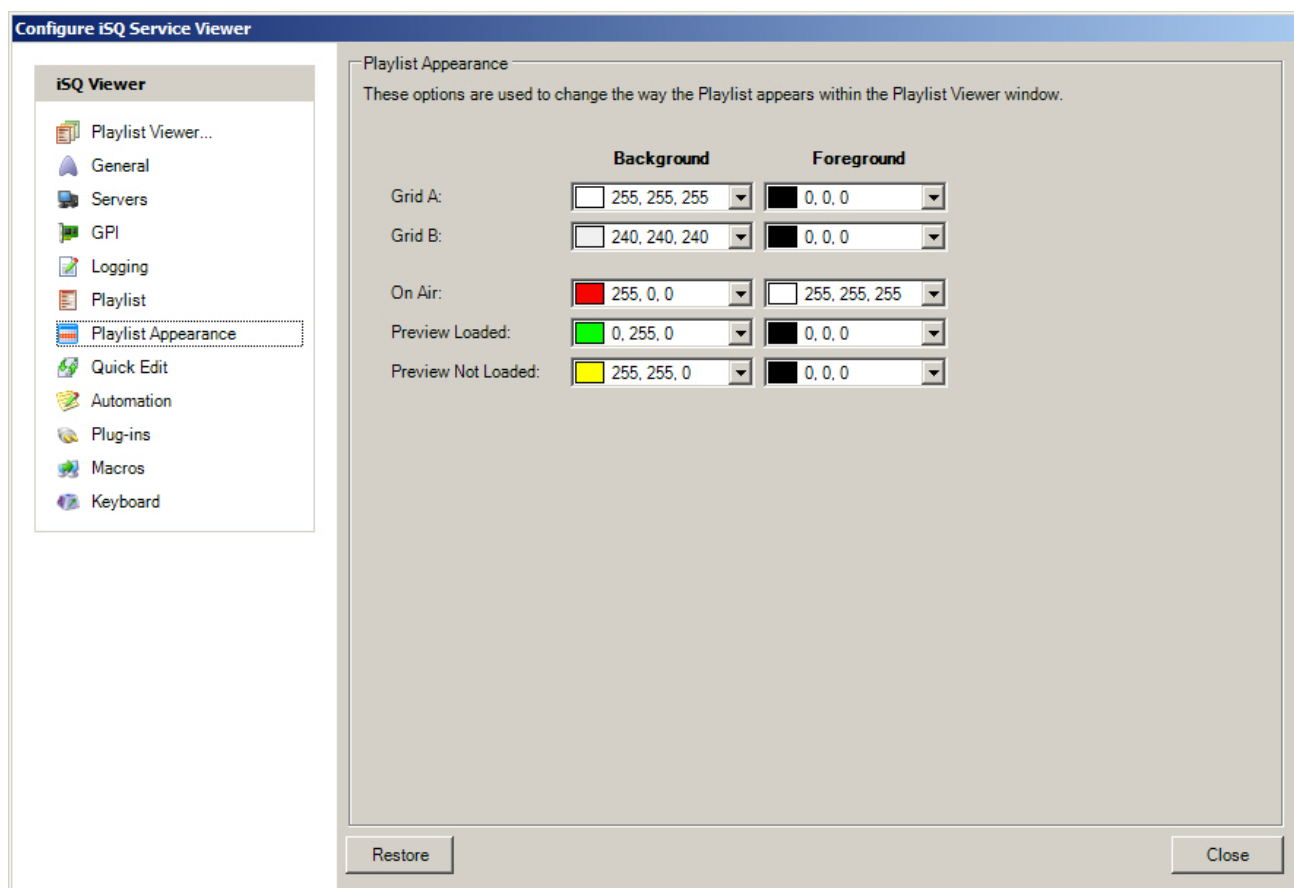 Configure iSQ Service Viewer
iSQ Viewer
Playlist Viewer...
General
Servers
GPI
Logging
Playlist
Playlist Appearance
Quick Edit
Automation
Plug-ins
Macros
Keyboard
Playlist Appearance
These options are used to change the way the Playlist appears within the Playlist Viewer window.
Background Foreground
Grid A: 255, 255, 255 0, 0, 0
Grid B: 240, 240, 240 0, 0, 0
On Air: 255, 0, 0 255, 255, 255
Preview Loaded: 0, 255, 0 0, 0, 0
Preview Not Loaded: 255, 255, 0 0, 0, 0
Restore Close